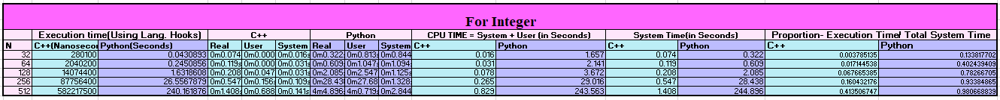 For Integer
Execution time(Using Lang. Hooks) C++ Python CPU TIME = System + User (in Seconds) System Time(in Seconds) Proportion- Execution Time/ Total System Time
N C++(Nanosecor Python(Seconds) Real User System Real User System C++ Python C++ Python C++ Python
32 280100 0.0430893 0m0.074 0m0.000 0m0.016s 0m0.322 0m0.813s 0m0.844 0.016 1.657 0.074 0.322 0.003785135 0.133817702
64 2040200 0.2450856 0m0.119s 0m0.000 0m0.031s 0m0.609 0m1.047s 0m1.094 0.031 2.141 0.119 0.609 0.017144538 0.402439409
128 14074400 1.6318608 0m0.208 0m0.047 0m0.031s 0m2.085 0m2.547 0m1.125s 0.078 3.672 0.208 2.085 0.067665385 0.78266705
256 87756400 26.5567879 0m0.547 0m0.156s 0m0.109s 0m28.438 0m27.68 0m1.328 0.265 29.016 0.547 28.438 0.160432176 0.93384865
512 582217500 240.161876 0m1.408s 0m0.688 0m0.141s 4m4.896s 4m0.719s 0m2.844 0.829 243.563 1.408 244.896 0.413506747 0.980668839